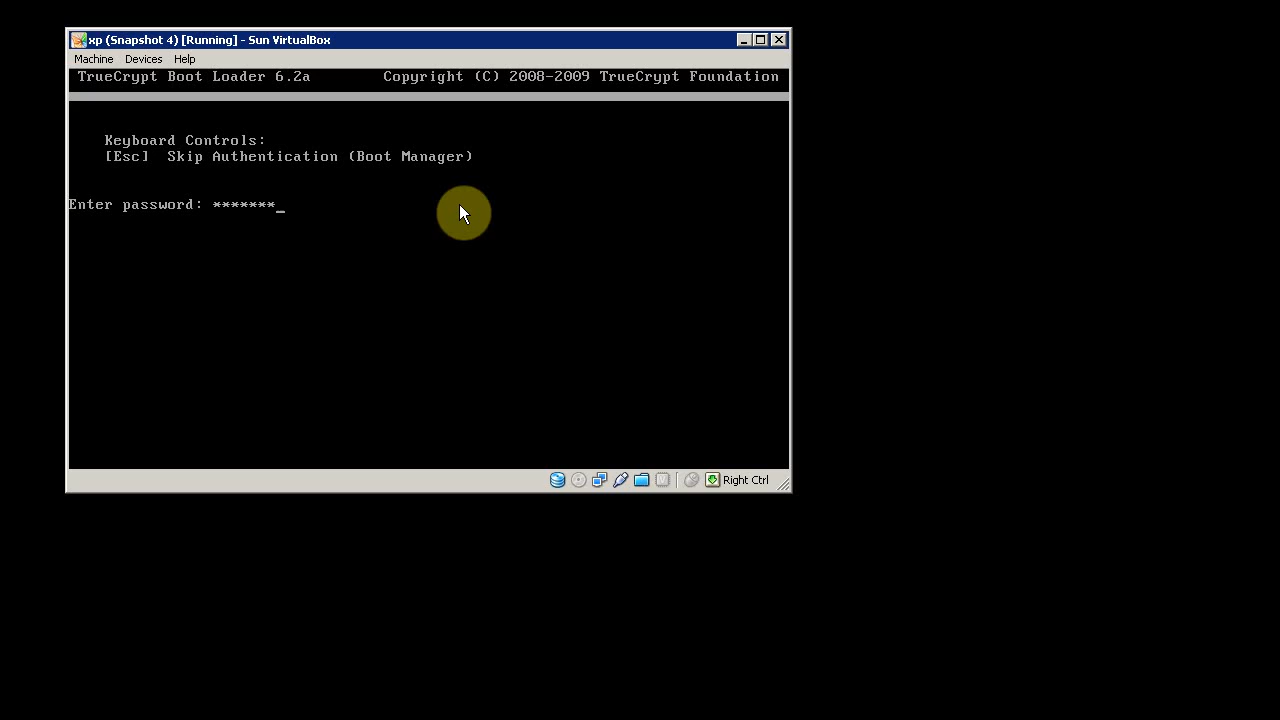 xp (Snapshot 4) [Running] - Sun VirtualBox
Machine Devices Help
TrueCrypt Boot Loader 6.2a Copyright (C) 2008-2009 TrueCrypt Foundation
Keyboard Controls:
[Esc] Skip Authentication (Boot Manager)
Enter password: *******_
Right Ctrl